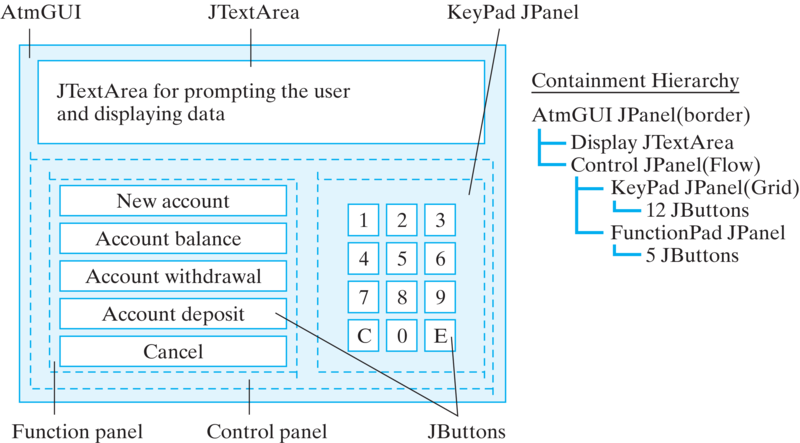 AtmGUI
JTextArea
KeyPad JPanel
JTextArea for prompting the user
and displaying data
New account
Account balance
Account withdrawal
Account deposit
Cancel
1 2 3
4 5 6
7 8 9
C 0 E
Function panel
Control panel
JButtons
Containment Hierarchy
AtmGUI JPanel(border)
Display JTextArea
Control JPanel(Flow)
KeyPad JPanel(Grid)
12 JButtons
FunctionPad JPanel
5 JButtons